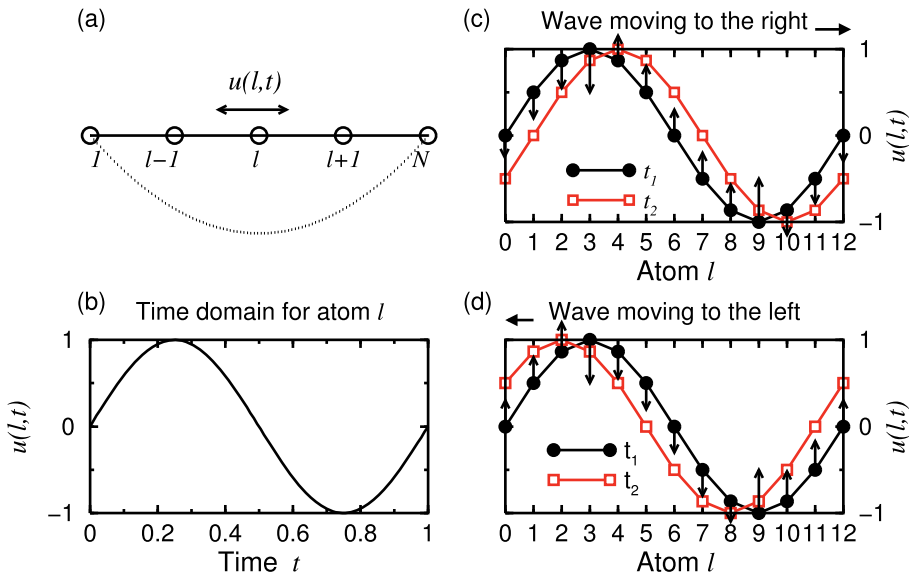 (a)
u(l,t)
1 l−1 l l+1 N
(b)
Time domain for atom l
u(l,t)
1
0
−1
0 0.2 0.4 0.6 0.8 1
Time t
(c)
Wave moving to the right
1
0
−1
u(l,t)
t1
t2
0 1 2 3 4 5 6 7 8 9 10 11 12
Atom l
(d)
Wave moving to the left
1
0
−1
u(l,t)
t1
t2
0 1 2 3 4 5 6 7 8 9 10 11 12
Atom l